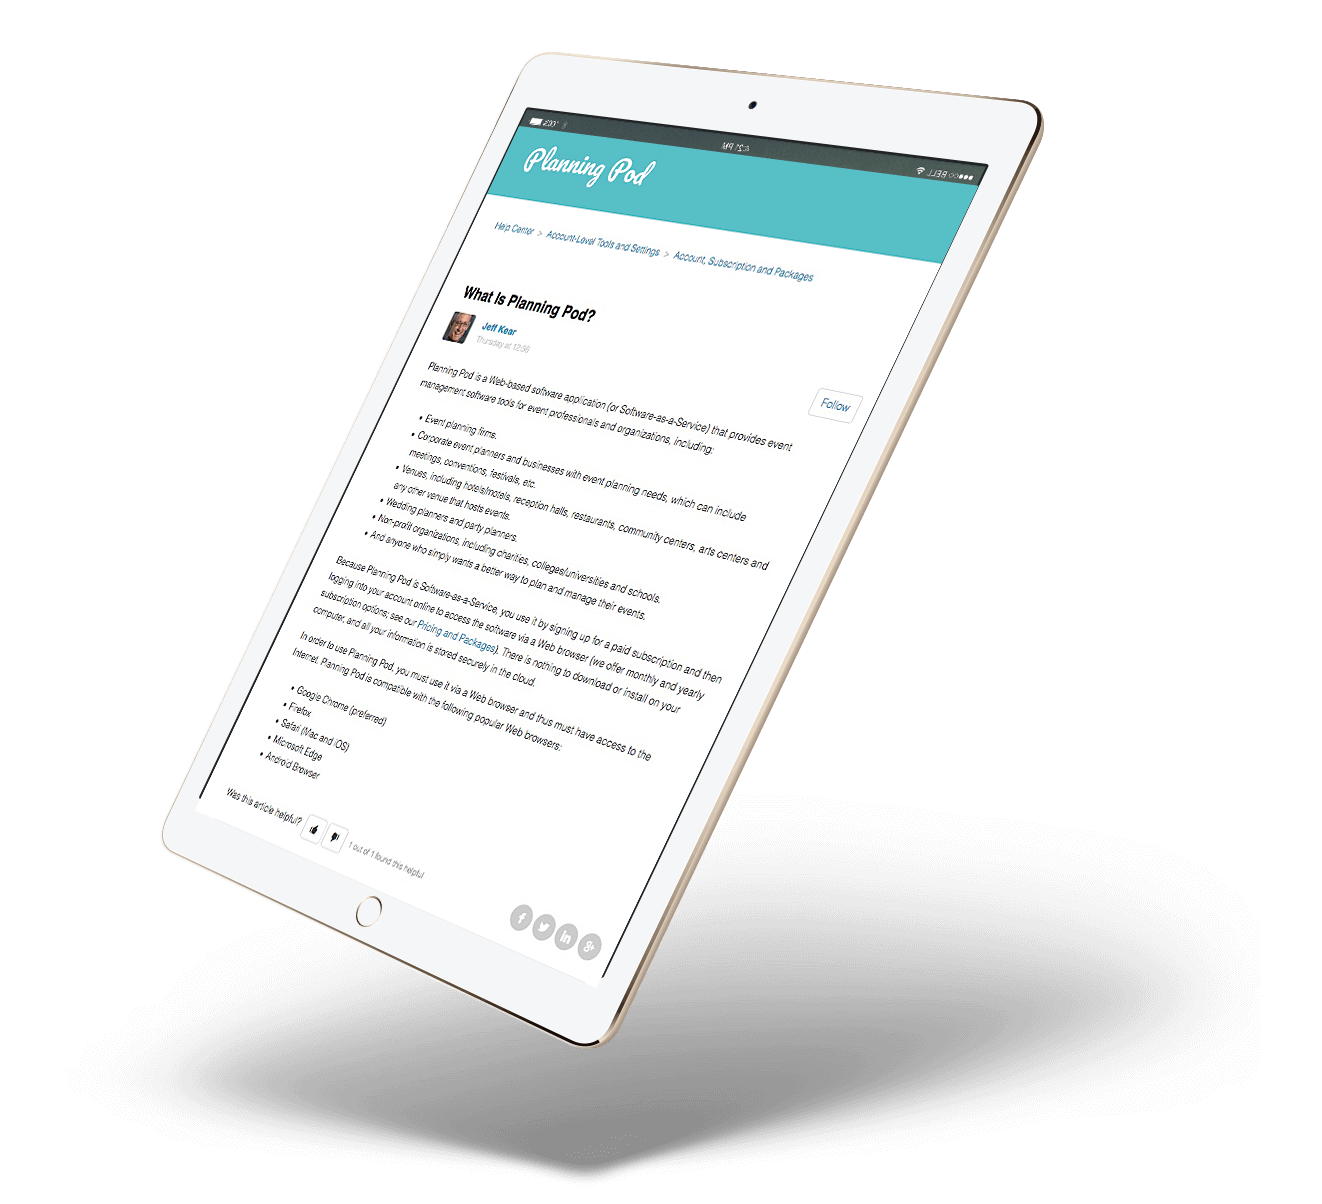 4:21 PM
BELL
Planning Pod
Help Center > Account-Level Tools and Settings > Account, Subscription and Packages
What Is Planning Pod?
Jeff Kear
Thursday at 12:56
Follow
Planning Pod is a Web-based software application (or Software-as-a-Service) that provides event
management software tools for event professionals and organizations, including:
• Event planning firms.
• Corporate event planners and businesses with event planning needs, which can include
meetings, conventions, festivals, etc.
• Venues, including hotels/motels, reception halls, restaurants, community centers, arts centers and
any other venue that hosts events.
• Wedding planners and party planners.
• Non-profit organizations, including charities, colleges/universities and schools.
• And anyone who simply wants a better way to plan and manage their events.
Because Planning Pod is Software-as-a-Service, you use it by signing up for a paid subscription and then
logging into your account online to access the software via a Web browser (we offer monthly and yearly
subscription options; see our Pricing and Packages). There is nothing to download or install on your
computer, and all your information is stored securely in the cloud.
In order to use Planning Pod, you must use it via a Web browser and thus must have access to the
Internet. Planning Pod is compatible with the following popular Web browsers:
• Google Chrome (preferred)
• Firefox
• Safari (Mac and iOS)
• Microsoft Edge
• Android Browser
Was this article helpful?
1 out of 1 found this helpful